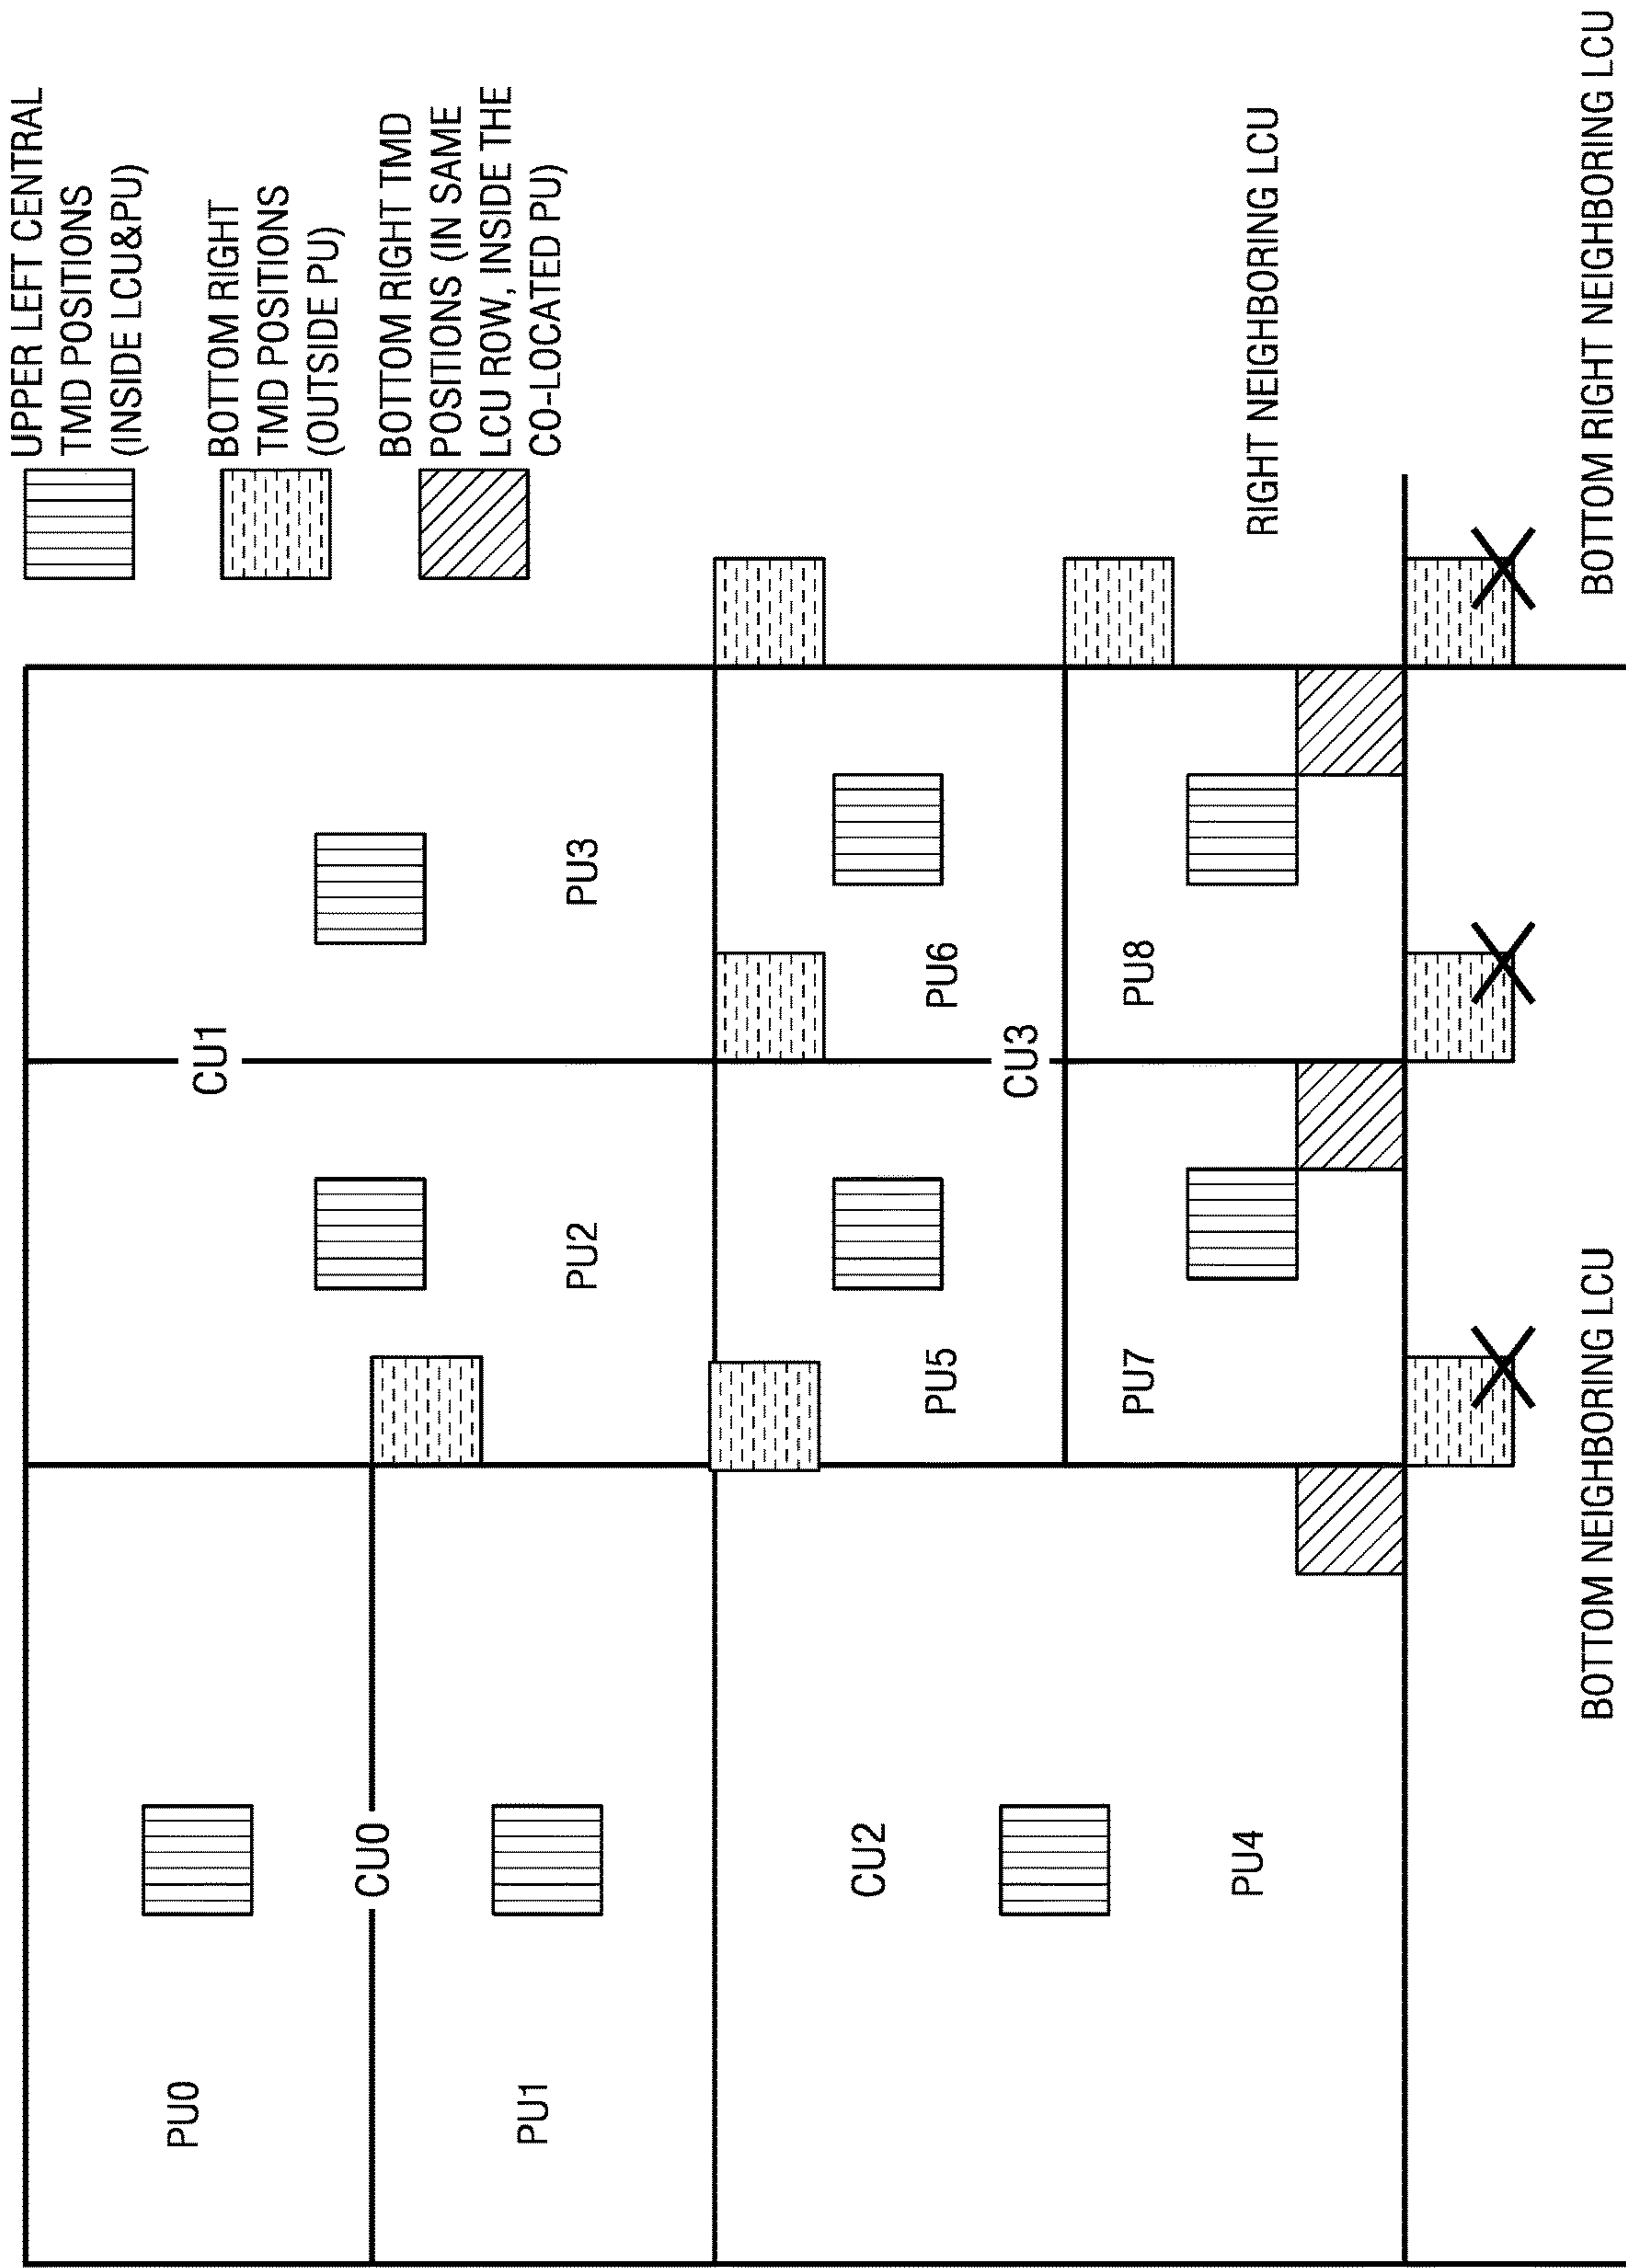 UPPER LEFT CENTRAL
TMD POSITIONS
(INSIDE LCU&PU)
BOTTOM RIGHT
TMD POSITIONS
(OUTSIDE PU)
BOTTOM RIGHT TMD
POSITIONS (IN SAME
LCU ROW, INSIDE THE
CO-LOCATED PU)
PU0
CU0
PU1
CU1
PU2
PU3
CU2
PU4
PU5
PU6
CU3
PU7
PU8
RIGHT NEIGHBORING LCU
BOTTOM NEIGHBORING LCU
BOTTOM RIGHT NEIGHBORING LCU